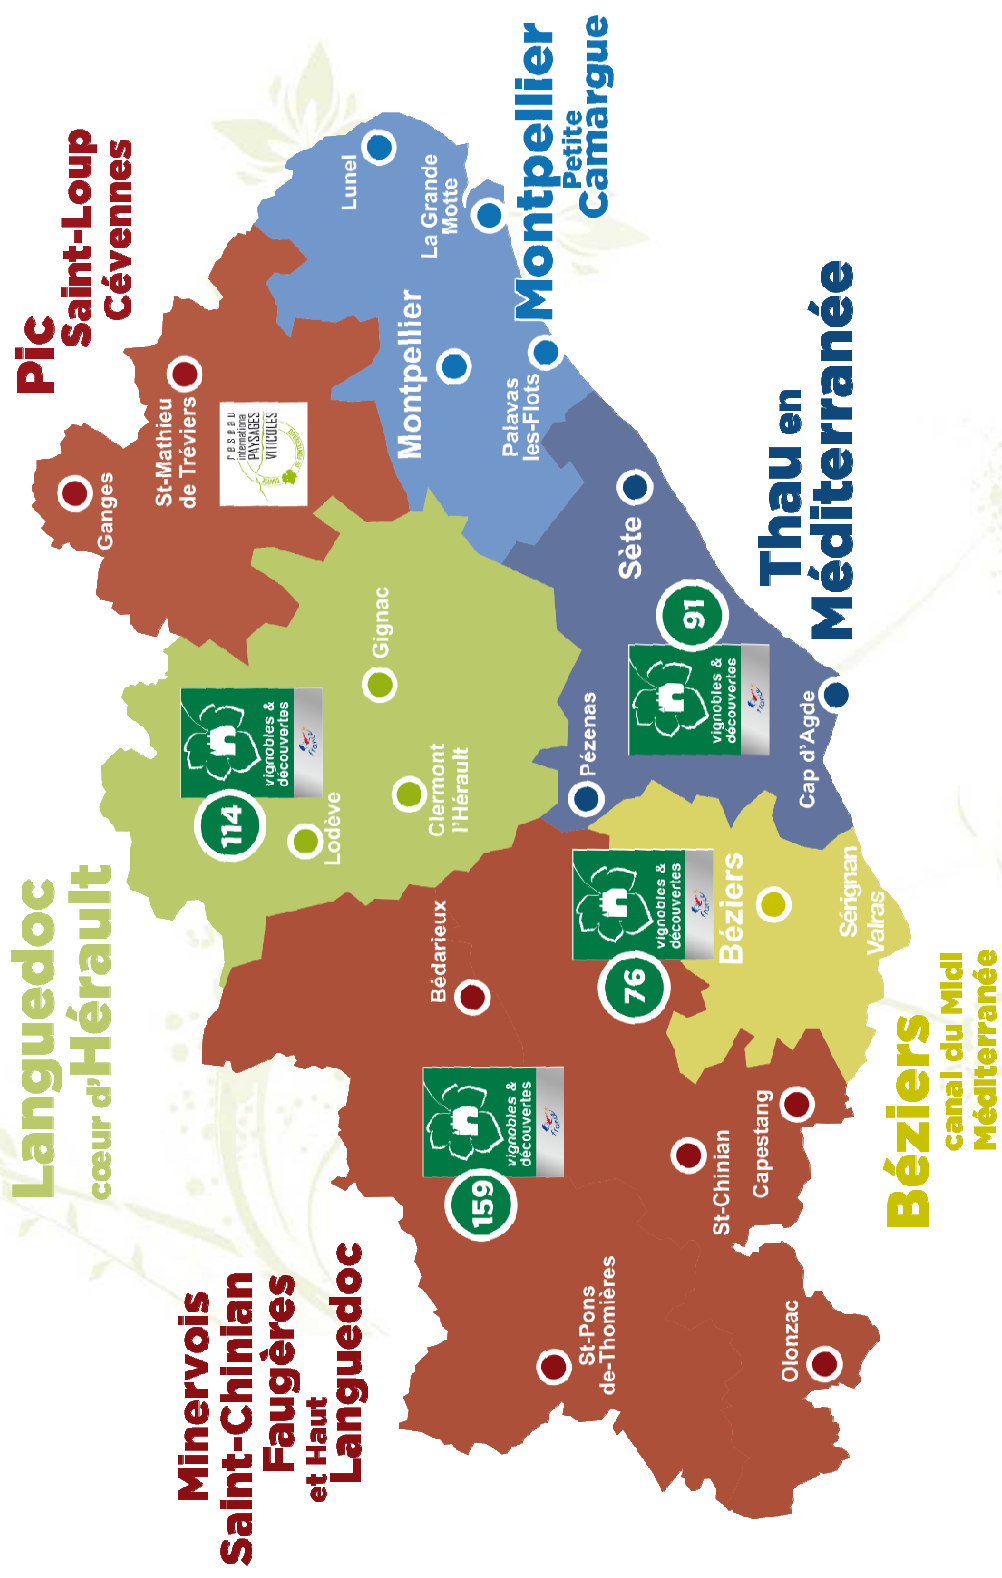 Languedoc
cœur d'Hérault
Pic
Saint-Loup
Cévennes
Minervois
Saint-Chinian
Faugères
et Haut
Languedoc
Ganges
St-Mathieu
de Tréviers
PAYSAGES
VITICULES
114
vignobles &
découvertes
Lodève
Gignac
Clermont
l'Hérault
Lunel
La Grande
Motte
Montpellier
Palavas
les-Flots
Montpellier
Petite
Camargue
Bédarieux
159
vignobles &
découvertes
St-Pons
de-Thomières
St-Chinian
Capestang
Olonzac
76
vignobles &
découvertes
Béziers
Sérignan
Valras
Pézenas
Sète
91
vignobles &
découvertes
Cap d'Agde
Thau en
Méditerranée
Béziers
canal du Midi
Méditerranée